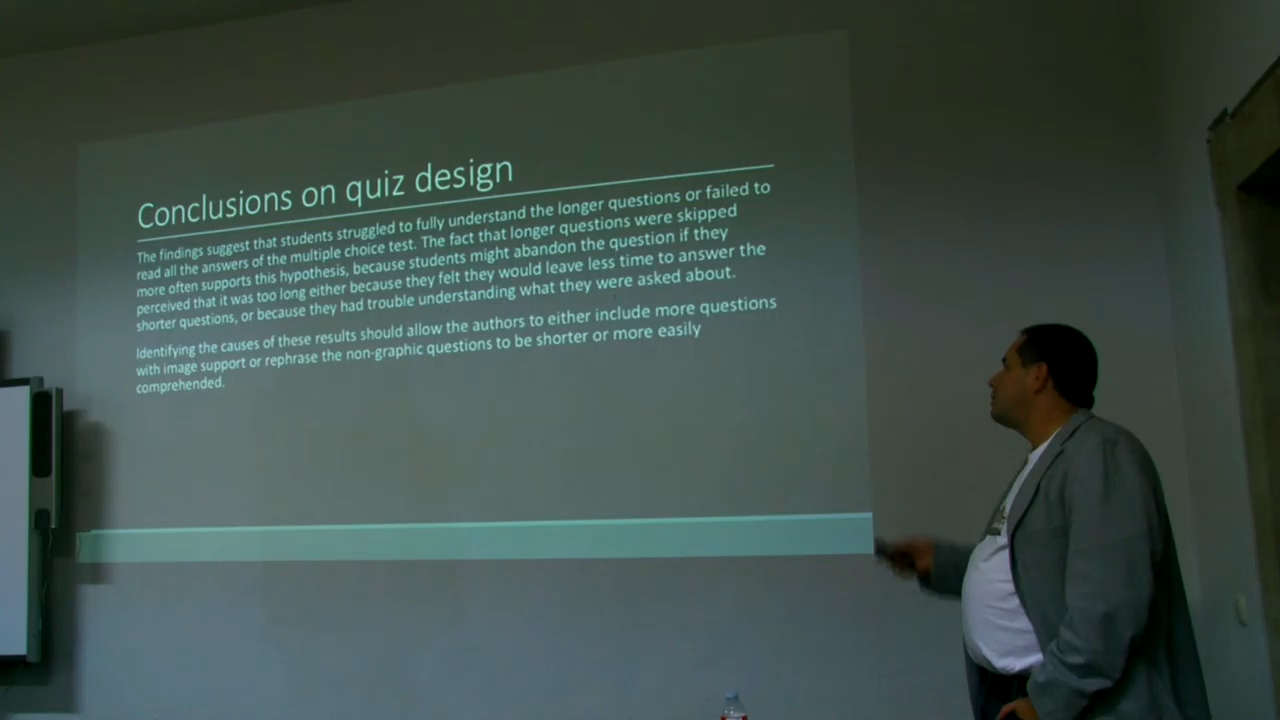 Conclusions on quiz design
The findings suggest that students struggled to fully understand the longer questions or failed to
read all the answers of the multiple choice test. The fact that longer questions were skipped
more often supports this hypothesis, because students might abandon the question if they
perceived that it was too long either because they felt they would leave less time to answer the
shorter questions, or because they had trouble understanding what they were asked about.
Identifying the causes of these results should allow the authors to either include more questions
with image support or rephrase the non-graphic questions to be shorter or more easily
comprehended.